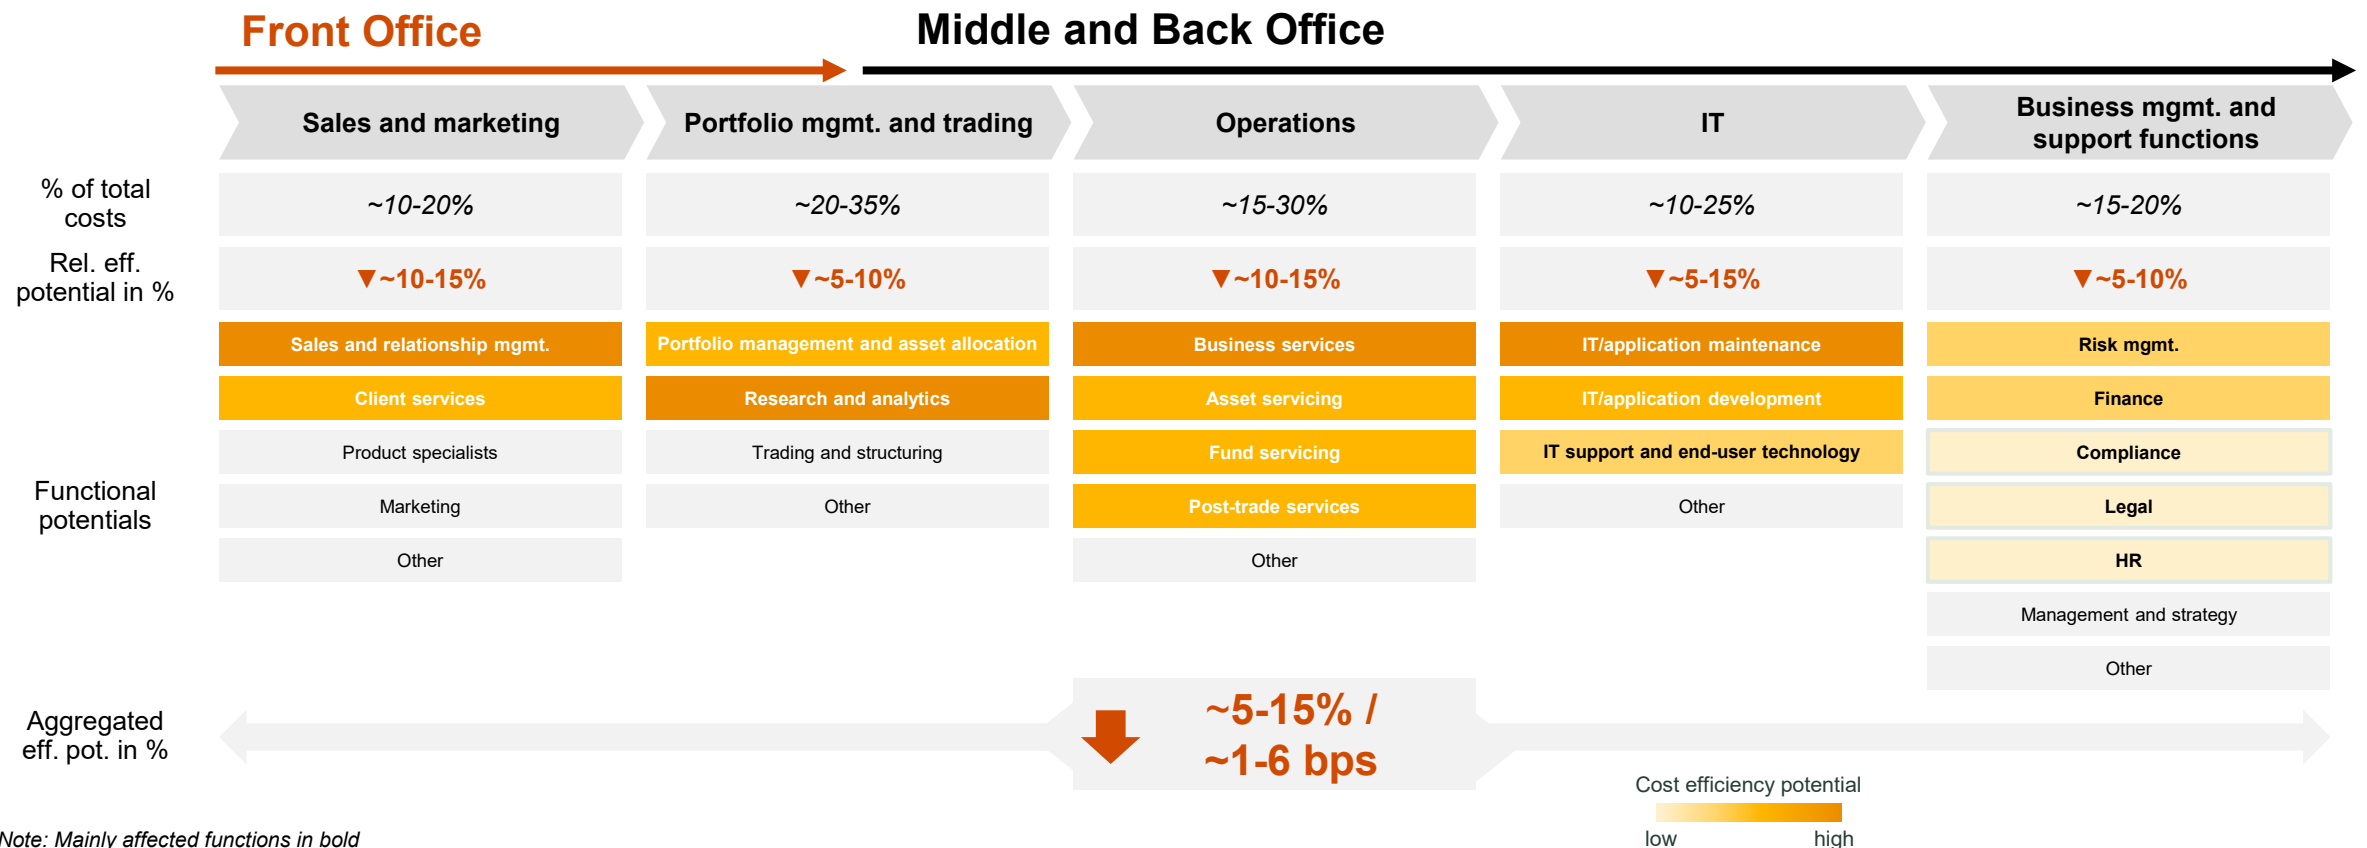 Front Office
Middle and Back Office
Sales and marketing
Portfolio mgmt. and trading
Operations
IT
Business mgmt. and
support functions
% of total
costs
~10-20%
~20-35%
~15-30%
~10-25%
~15-20%
Rel. eff.
potential in %
▼~10-15%
▼~5-10%
▼~10-15%
▼~5-15%
▼~5-10%
Functional
potentials
Sales and relationship mgmt.
Client services
Product specialists
Marketing
Other
Portfolio management and asset allocation
Research and analytics
Trading and structuring
Other
Business services
Asset servicing
Fund servicing
Post-trade services
Other
IT/application maintenance
IT/application development
IT support and end-user technology
Other
Risk mgmt.
Finance
Compliance
Legal
HR
Management and strategy
Other
Aggregated
eff. pot. in %
~5-15% /
~1-6 bps
Cost efficiency potential
low high
Note: Mainly affected functions in bold